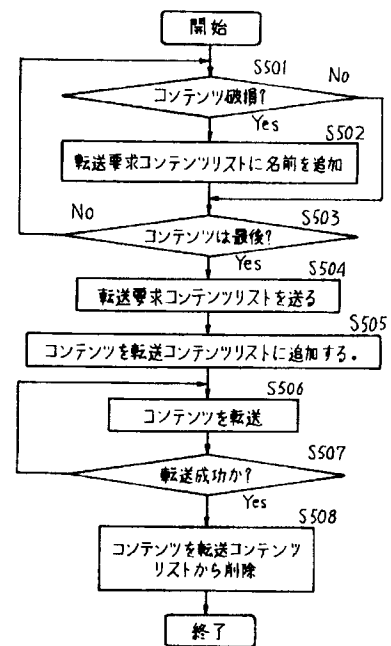 開始
S501
コンテンツ破損?
No
Yes
S502
転送要求コンテンツリストに名前を追加
No
S503
コンテンツは最後?
Yes
S504
転送要求コンテンツリストを送る
S505
コンテンツを転送コンテンツリストに追加する。
S506
コンテンツを転送
S507
転送成功か?
Yes
S508
コンテンツを転送コンテンツ
リストから削除
終了